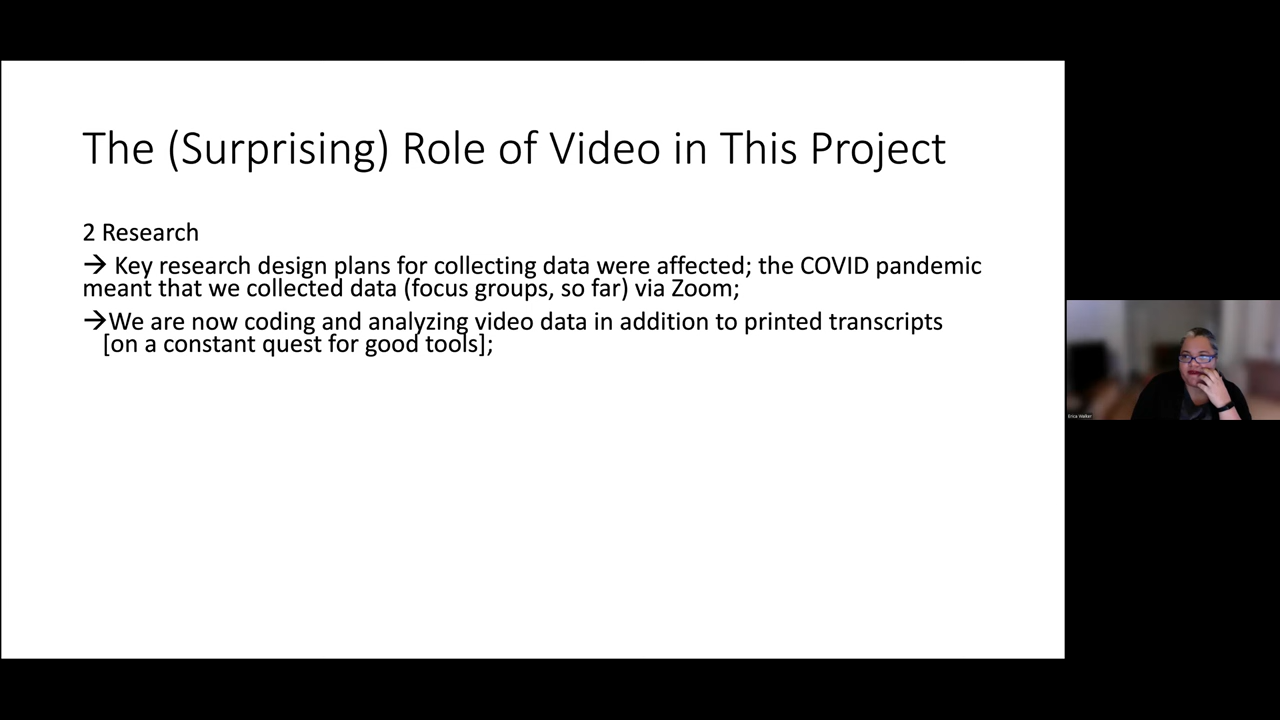 The (Surprising) Role of Video in This Project
2 Research
→ Key research design plans for collecting data were affected; the COVID pandemic
meant that we collected data (focus groups, so far) via Zoom;
→We are now coding and analyzing video data in addition to printed transcripts
[on a constant quest for good tools];
Erica Walker